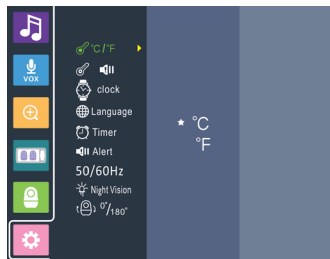 VOX
°C/°F
clock
Language
Timer
Alert
50/60Hz
Night Vision
0°/180°
°C
°F